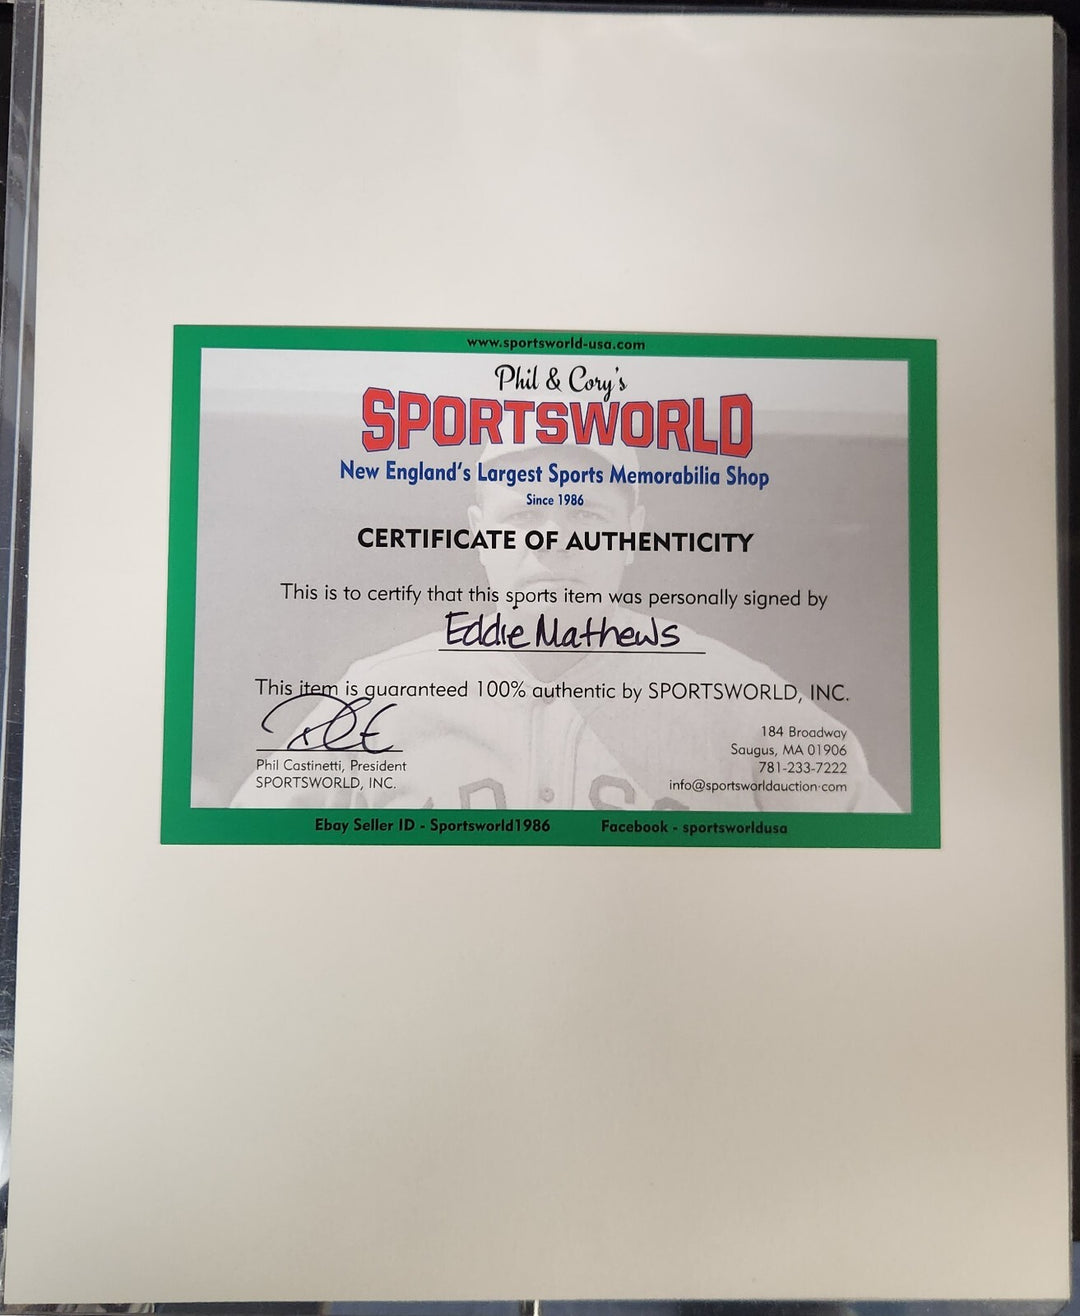 www.sportsworld-usa.com
Phil & Cory's
SPORTSWORLD
New England's Largest Sports Memorabilia Shop
Since 1986
CERTIFICATE OF AUTHENTICITY
This is to certify that this sports item was personally signed by
Eddie Mathews
This item is guaranteed 100% authentic by SPORTSWORLD, INC.
Phil Castinetti, President
SPORTSWORLD, INC.
184 Broadway
Saugus, MA 01906
781-233-7222
info@sportsworldauction.com
Ebay Seller ID - Sportsworld1986 Facebook - sportsworldusa